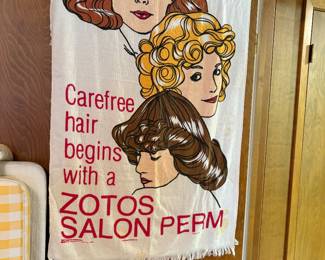 Carefree
hair
begins
with a
ZOTOS
SALON PERM